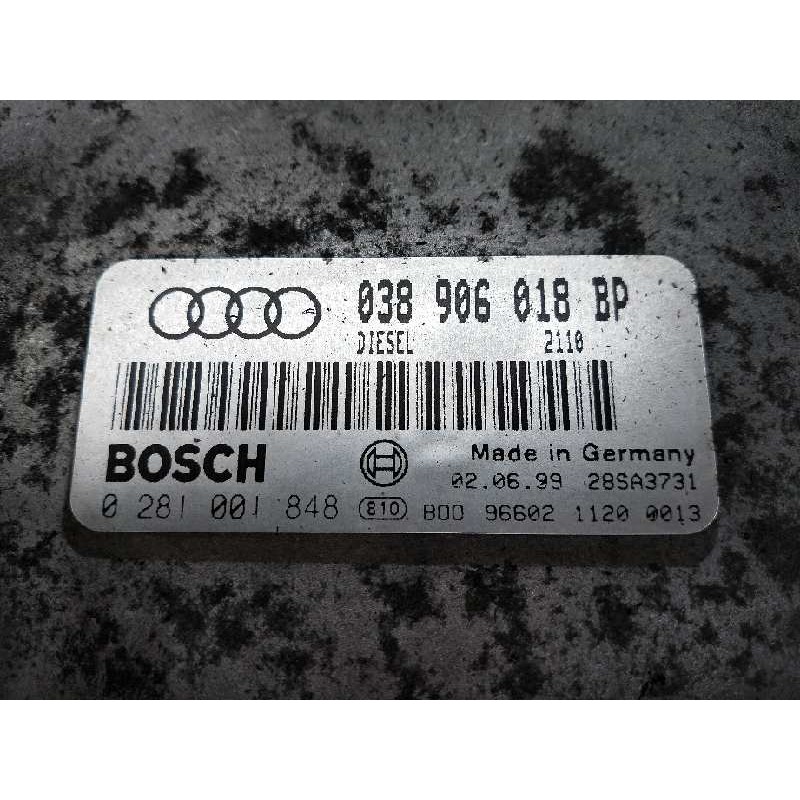 038 906 018 BP
DIESEL 2110
BOSCH
Made in Germany
02.06.99 28SA3731
0 281 001 848 810 BOD 96602 1120 0013